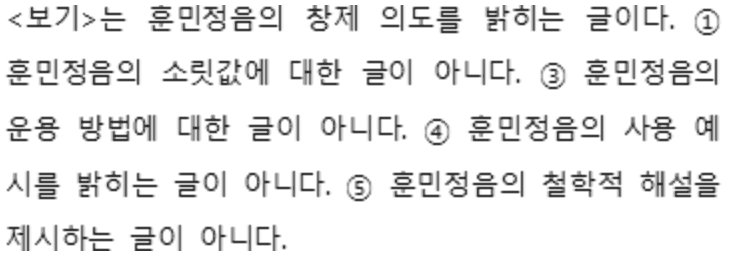 <보기>는 훈민정음의 창제 의도를 밝히는 글이다. ①
훈민정음의 소릿값에 대한 글이 아니다. ③ 훈민정음의
운용 방법에 대한 글이 아니다. ④ 훈민정음의 사용 예
시를 밝히는 글이 아니다. ⑤ 훈민정음의 철학적 해설을
제시하는 글이 아니다.